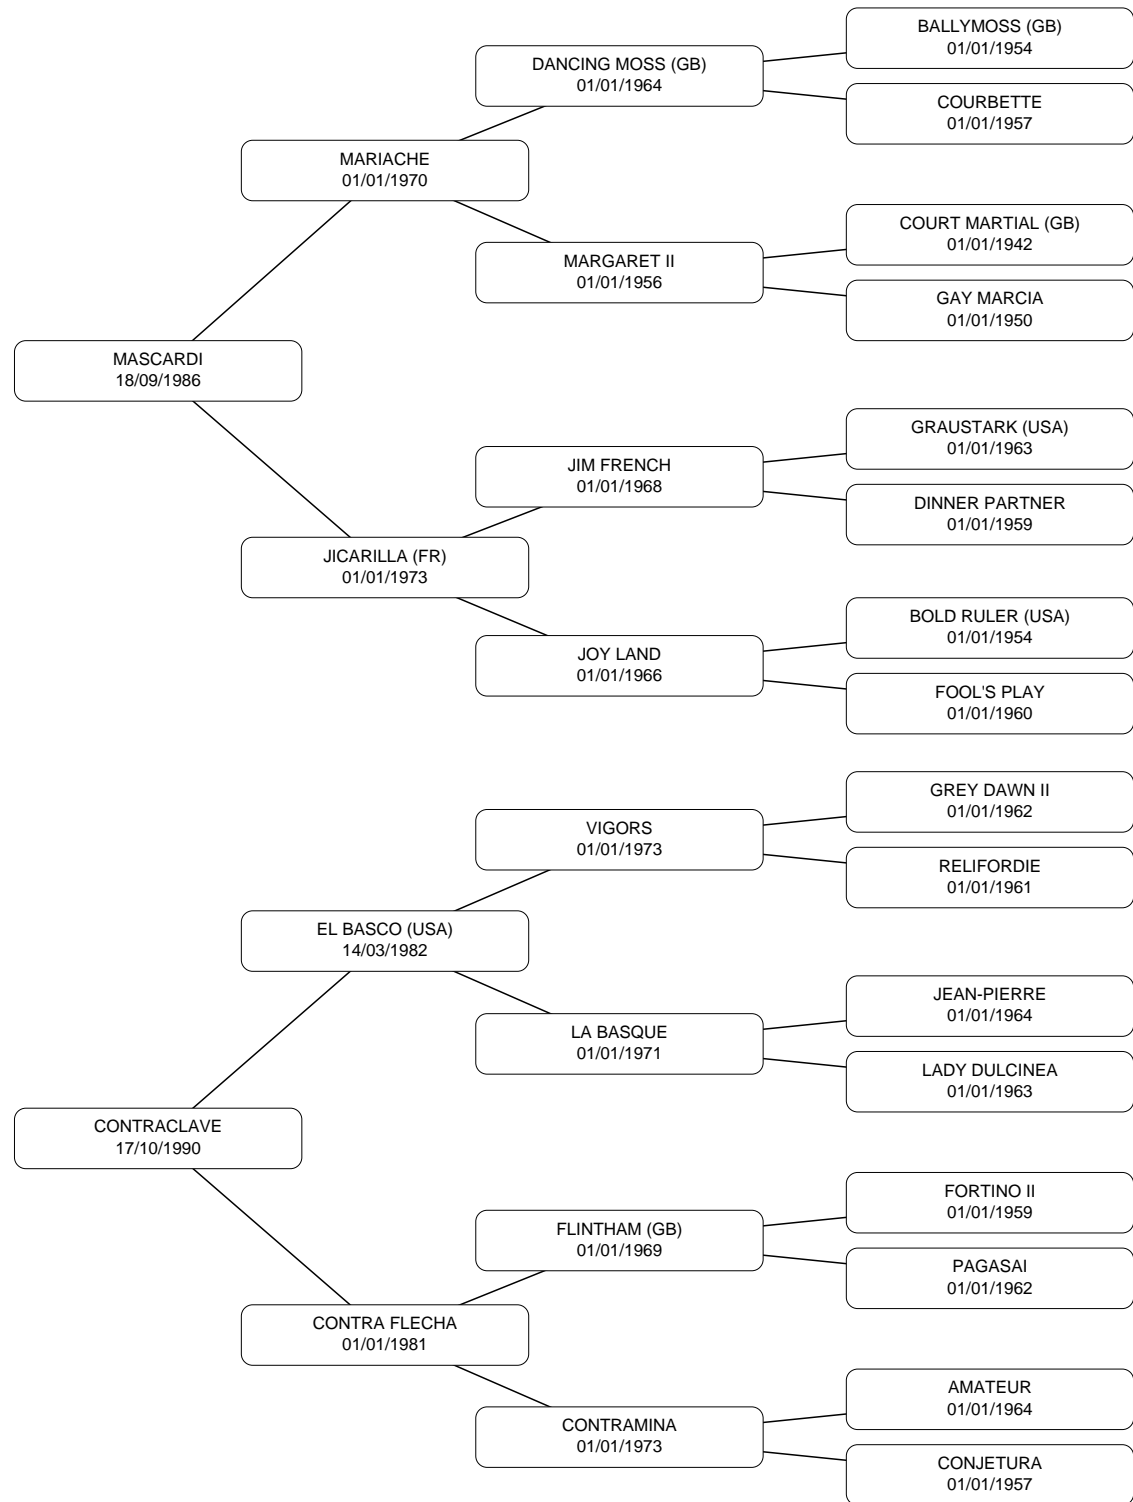 BALLYMOSS (GB)
01/01/1954
DANCING MOSS (GB)
01/01/1964
COURBETTE
01/01/1957
MARIACHE
01/01/1970
COURT MARTIAL (GB)
01/01/1942
MARGARET II
01/01/1956
GAY MARCIA
01/01/1950
MASCARDI
18/09/1986
GRAUSTARK (USA)
01/01/1963
JIM FRENCH
01/01/1968
DINNER PARTNER
01/01/1959
JICARILLA (FR)
01/01/1973
BOLD RULER (USA)
01/01/1954
JOY LAND
01/01/1966
FOOL'S PLAY
01/01/1960
GREY DAWN II
01/01/1962
VIGORS
01/01/1973
RELIFORDIE
01/01/1961
EL BASCO (USA)
14/03/1982
JEAN-PIERRE
01/01/1964
LA BASQUE
01/01/1971
LADY DULCINEA
01/01/1963
CONTRACLAVE
17/10/1990
FORTINO II
01/01/1959
FLINTHAM (GB)
01/01/1969
PAGASAI
01/01/1962
CONTRA FLECHA
01/01/1981
AMATEUR
01/01/1964
CONTRAMINA
01/01/1973
CONJETURA
01/01/1957